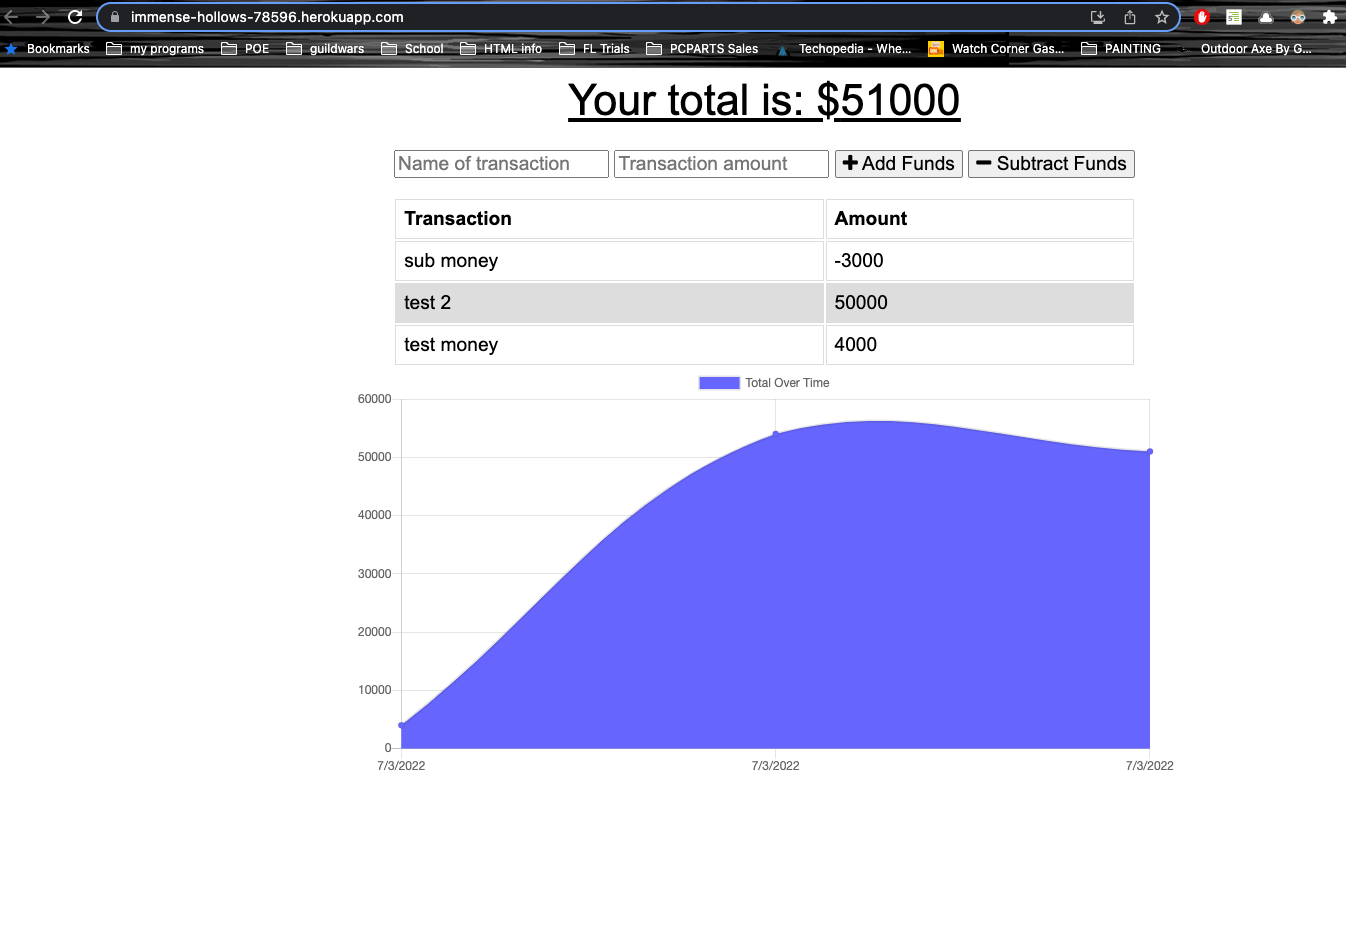 immense-hollows-78596.herokuapp.com
Bookmarks my programs POE guildwars School HTML info FL Trials PCPARTS Sales Techopedia - Whe... Watch Corner Gas... PAINTING Outdoor Axe By G...
Your total is: $51000
Name of transaction Transaction amount Add Funds Subtract Funds
Transaction Amount
sub money -3000
test 2 50000
test money 4000
Total Over Time
60000
50000
40000
30000
20000
10000
0
7/3/2022 7/3/2022 7/3/2022